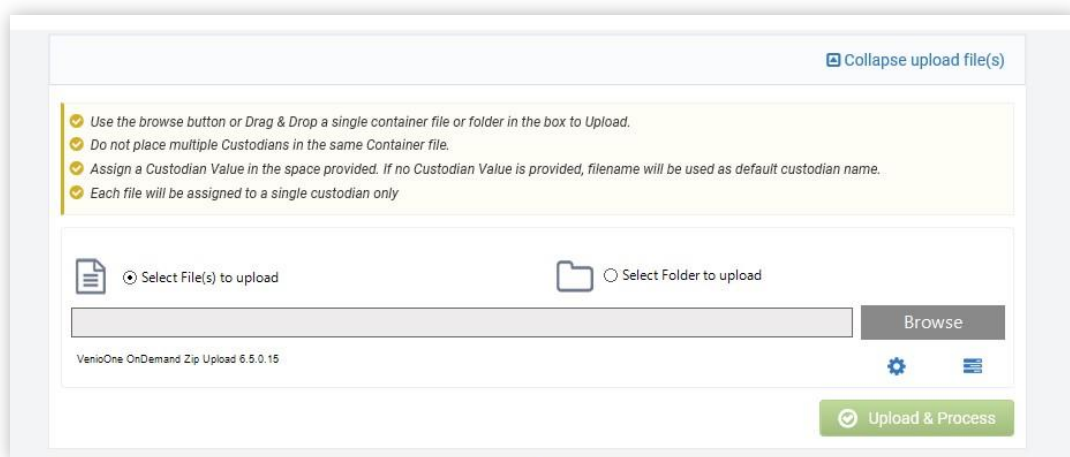 Collapse upload file(s)
Use the browse button or Drag & Drop a single container file or folder in the box to Upload.
Do not place multiple Custodians in the same Container file.
Assign a Custodian Value in the space provided. If no Custodian Value is provided, filename will be used as default custodian name.
Each file will be assigned to a single custodian only
Select File(s) to upload
Select Folder to upload
Browse
VenioOne OnDemand Zip Upload 6.5.0.15
Upload & Process